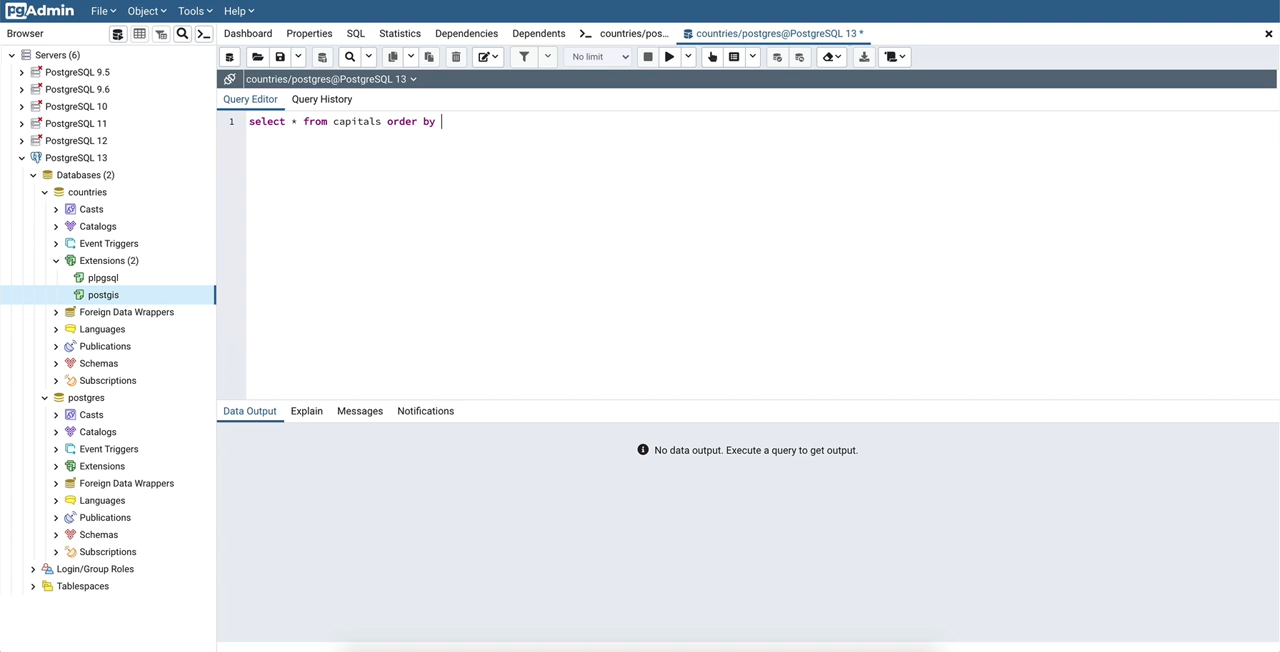 pgAdmin File Object Tools Help
Browser
Dashboard Properties SQL Statistics Dependencies Dependents countries/pos... countries/postgres@PostgreSQL 13 *
No limit
countries/postgres@PostgreSQL 13
Query Editor Query History
1 select * from capitals order by
Servers (6)
PostgreSQL 9.5
PostgreSQL 9.6
PostgreSQL 10
PostgreSQL 11
PostgreSQL 12
PostgreSQL 13
Databases (2)
countries
Casts
Catalogs
Event Triggers
Extensions (2)
plpgsql
postgis
Foreign Data Wrappers
Languages
Publications
Schemas
Subscriptions
postgres
Casts
Catalogs
Event Triggers
Extensions
Foreign Data Wrappers
Languages
Publications
Schemas
Subscriptions
Login/Group Roles
Tablespaces
Data Output Explain Messages Notifications
No data output. Execute a query to get output.